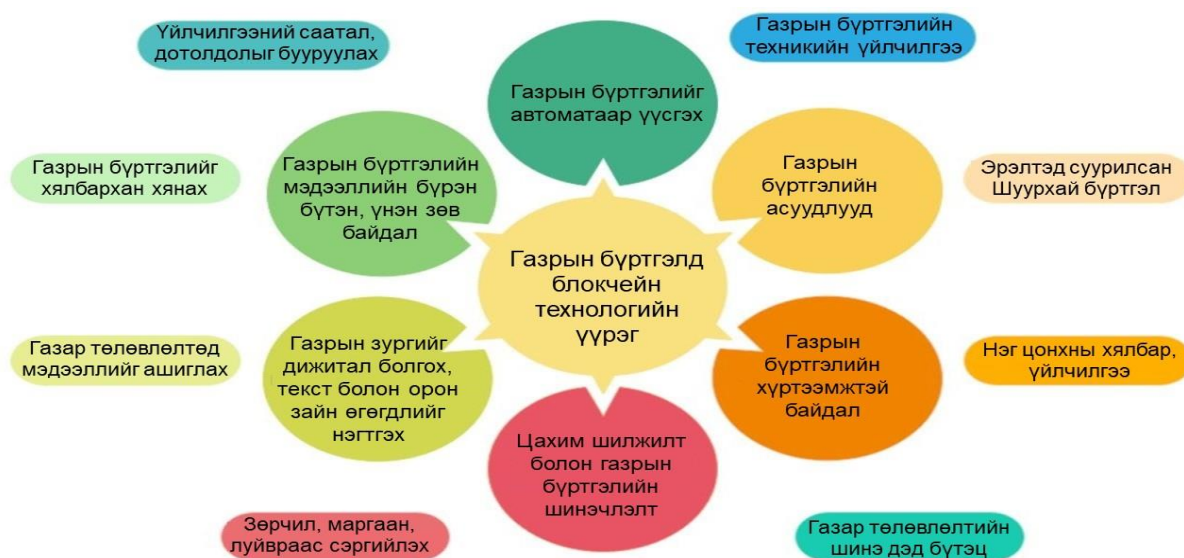 Үйлчилгээний саатал,
дотолдолыг бууруулах
Газрын бүртгэлийг
автоматаар үүсгэх
Газрын бүртгэлийн
техникийн үйлчилгээ
Газрын бүртгэлийг
хялбархан хянах
Газрын бүртгэлийн
мэдээллийн бүрэн
бүтэн, үнэн зөв
байдал
Газрын
бүртгэлийн
асуудлууд
Эрэлтэд суурилсан
Шуурхай бүртгэл
Газрын бүртгэлд
блокчейн
технологийн
үүрэг
Газар төлөвлөлтөд
мэдээллийг ашиглах
Газрын зургийг
дижитал болгох,
текст болон орон
зайн өгөгдлийг
нэгтгэх
Газрын
бүртгэлийн
хүртээмжтэй
байдал
Нэг цонхны хялбар,
үйлчилгээ
Цахим шилжилт
болон газрын
бүртгэлийн
шинэчлэлт
Зөрчил, маргаан,
луйвраас сэргийлэх
Газар төлөвлөлтийн
шинэ дэд бүтэц